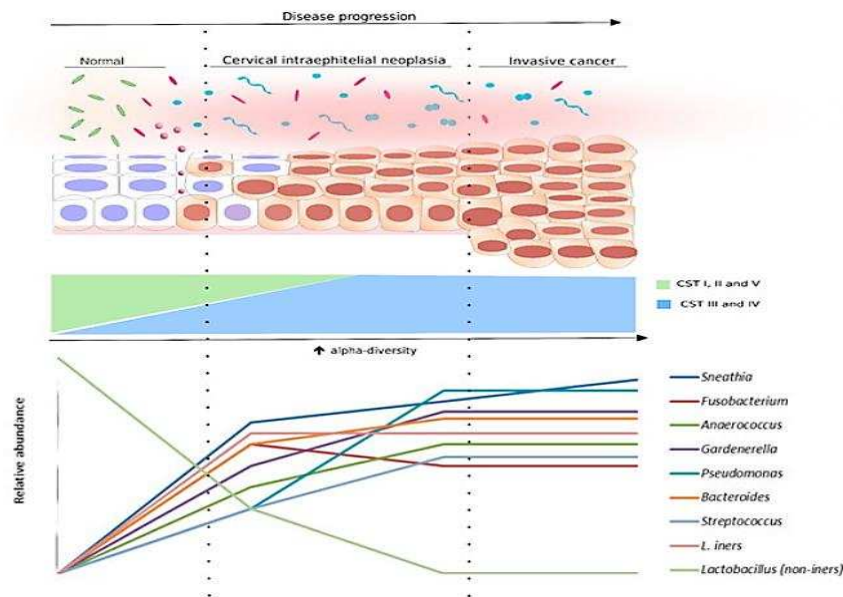 Disease progression
Normal
Cervical intraephitelial neoplasia
Invasive cancer
CST I, II and V
CST III and IV
↑ alpha-diversity
Relative abundance
Sneathia
Fusobacterium
Anaerococcus
Gardenerella
Pseudomonas
Bacteroides
Streptococcus
L. iners
Lactobacillus (non-iners)